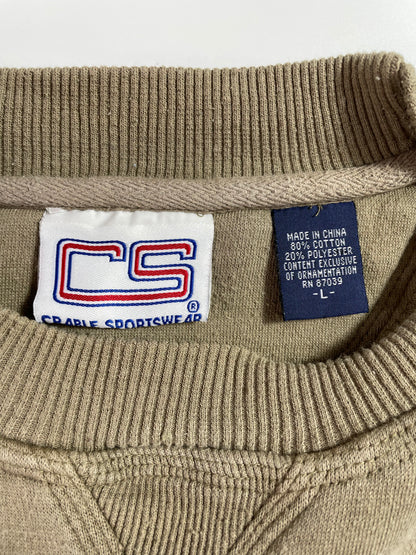 CS
®
CRABLE SPORTSWEAR
MADE IN CHINA
80% COTTON
20% POLYESTER
CONTENT EXCLUSIVE
OF ORNAMENTATION
RN 87039
-L-